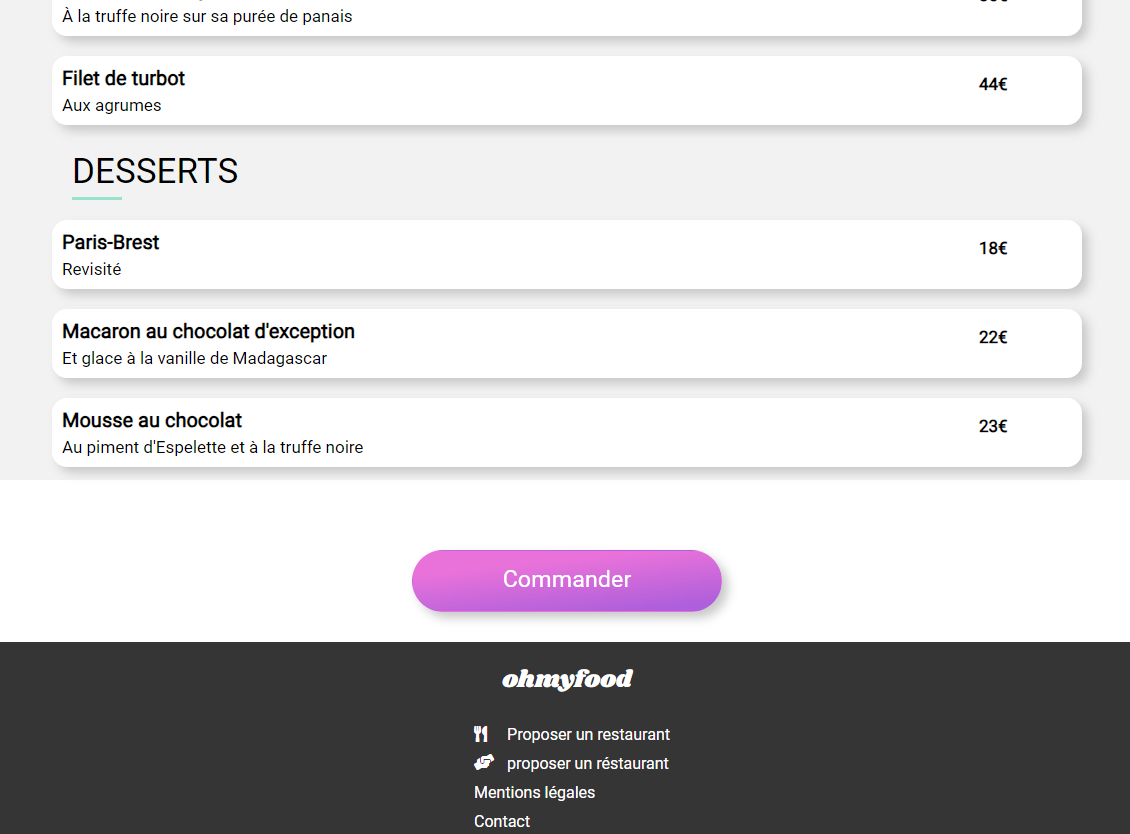 À la truffe noire sur sa purée de panais
Filet de turbot
44€
Aux agrumes
DESSERTS
Paris-Brest
18€
Revisité
Macaron au chocolat d'exception
22€
Et glace à la vanille de Madagascar
Mousse au chocolat
23€
Au piment d'Espelette et à la truffe noire
Commander
ohmyfood
Proposer un restaurant
proposer un réstaurant
Mentions légales
Contact